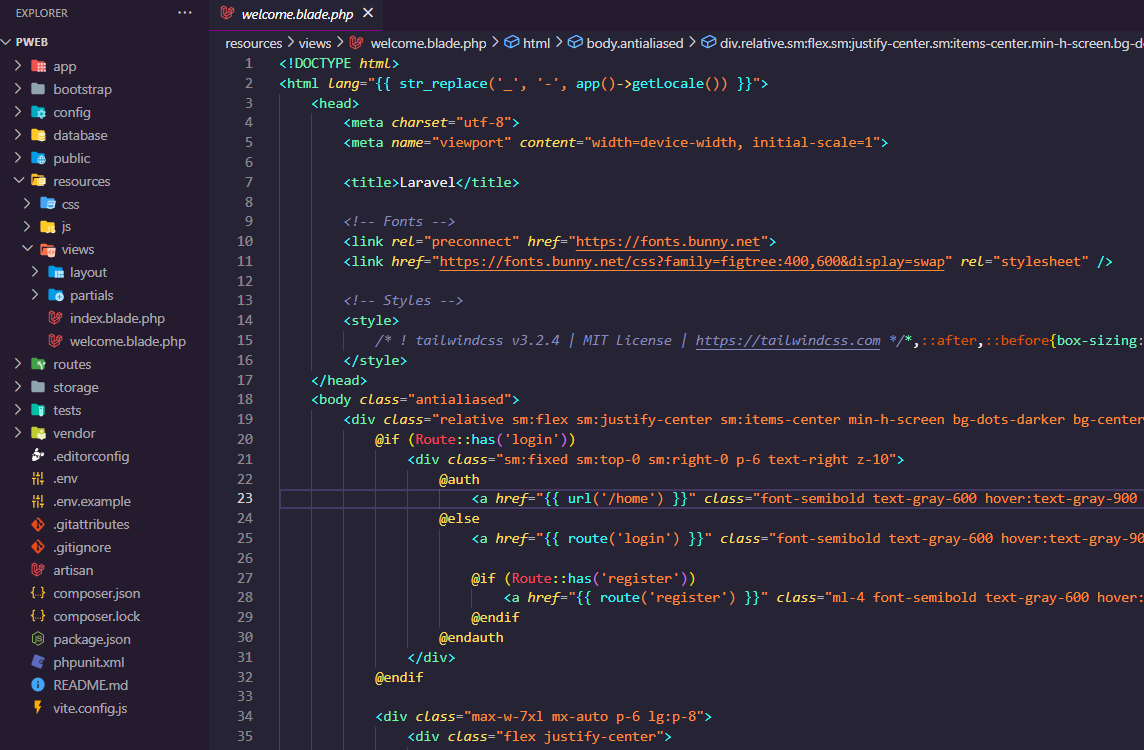 EXPLORER
PWEB
app
bootstrap
config
database
public
resources
css
js
views
layout
partials
index.blade.php
welcome.blade.php
routes
storage
tests
vendor
.editorconfig
.env
.env.example
.gitattributes
.gitignore
artisan
composer.json
composer.lock
package.json
phpunit.xml
README.md
vite.config.js
welcome.blade.php
resources > views > welcome.blade.php > html > body.antialiased > div.relative.sm:flex.sm:justify-center.sm:items-center.min-h-screen.bg-d
1 <!DOCTYPE html>
2 <html lang="{{ str_replace('_', '-', app()->getLocale()) }}">
3 <head>
4 <meta charset="utf-8">
5 <meta name="viewport" content="width=device-width, initial-scale=1">
6
7 <title>Laravel</title>
8
9 <!-- Fonts -->
10 <link rel="preconnect" href="https://fonts.bunny.net">
11 <link href="https://fonts.bunny.net/css?family=figtree:400,600&display=swap" rel="stylesheet" />
12
13 <!-- Styles -->
14 <style>
15 /* ! tailwindcss v3.2.4 | MIT License | https://tailwindcss.com */*,::after,::before{box-sizing:
16 </style>
17 </head>
18 <body class="antialiased">
19 <div class="relative sm:flex sm:justify-center sm:items-center min-h-screen bg-dots-darker bg-center
20 @if (Route::has('login'))
21 <div class="sm:fixed sm:top-0 sm:right-0 p-6 text-right z-10">
22 @auth
23 <a href="{{ url('/home') }}" class="font-semibold text-gray-600 hover:text-gray-900
24 @else
25 <a href="{{ route('login') }}" class="font-semibold text-gray-600 hover:text-gray-90
26
27 @if (Route::has('register'))
28 <a href="{{ route('register') }}" class="ml-4 font-semibold text-gray-600 hover:
29 @endif
30 @endauth
31 </div>
32 @endif
33
34 <div class="max-w-7xl mx-auto p-6 lg:p-8">
35 <div class="flex justify-center">